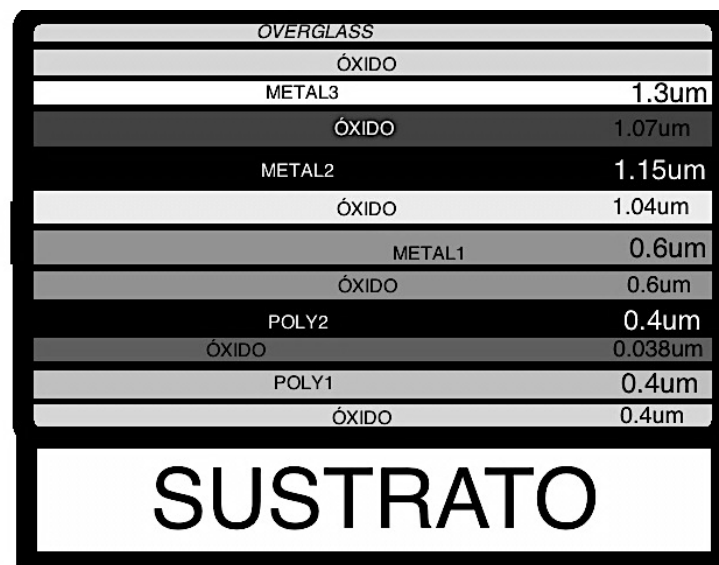 OVERGLASS
ÓXIDO
METAL3 1.3um
ÓXIDO 1.07um
METAL2 1.15um
ÓXIDO 1.04um
METAL1 0.6um
ÓXIDO 0.6um
POLY2 0.4um
ÓXIDO 0.038um
POLY1 0.4um
ÓXIDO 0.4um
SUSTRATO